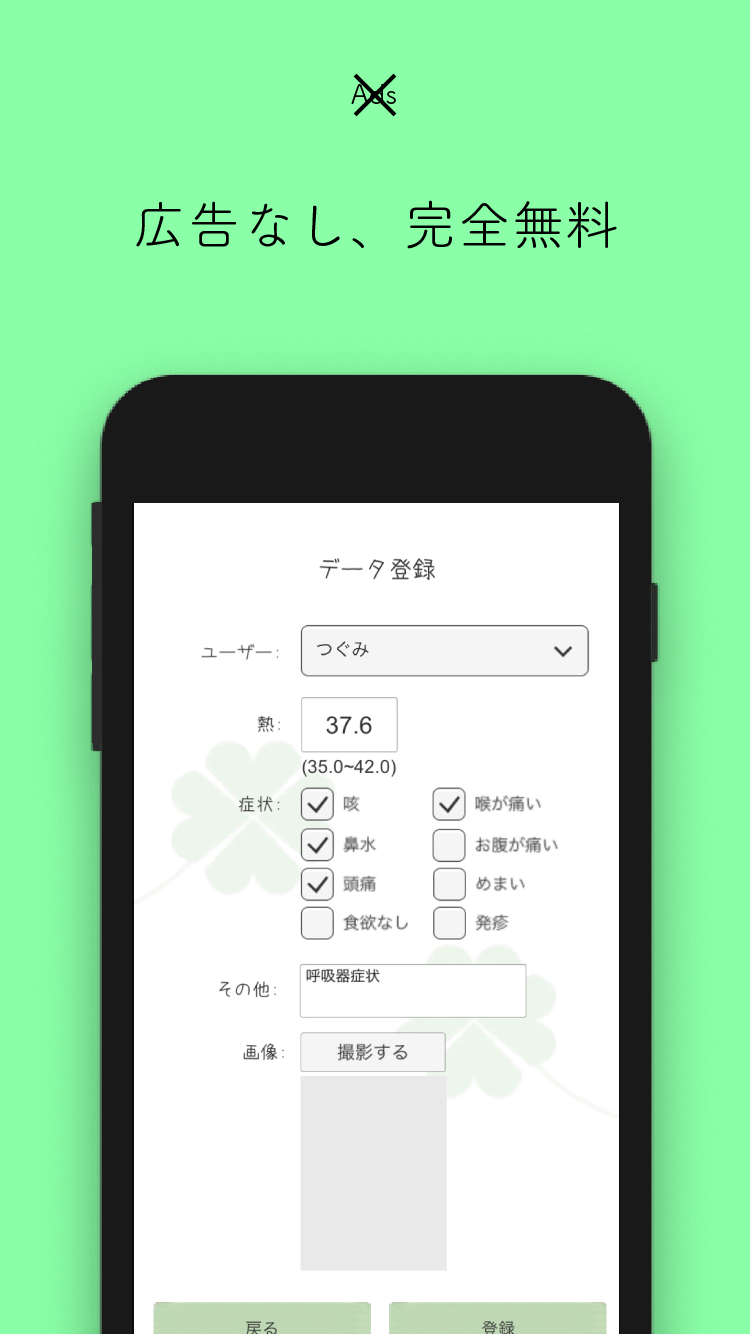 Ads
広告なし、完全無料
データ登録
ユーザー: つぐみ
熱: 37.6
(35.0~42.0)
症状: 咳 喉が痛い
鼻水 お腹が痛い
頭痛 めまい
食欲なし 発疹
その他: 呼吸器症状
画像: 撮影する
戻る 登録